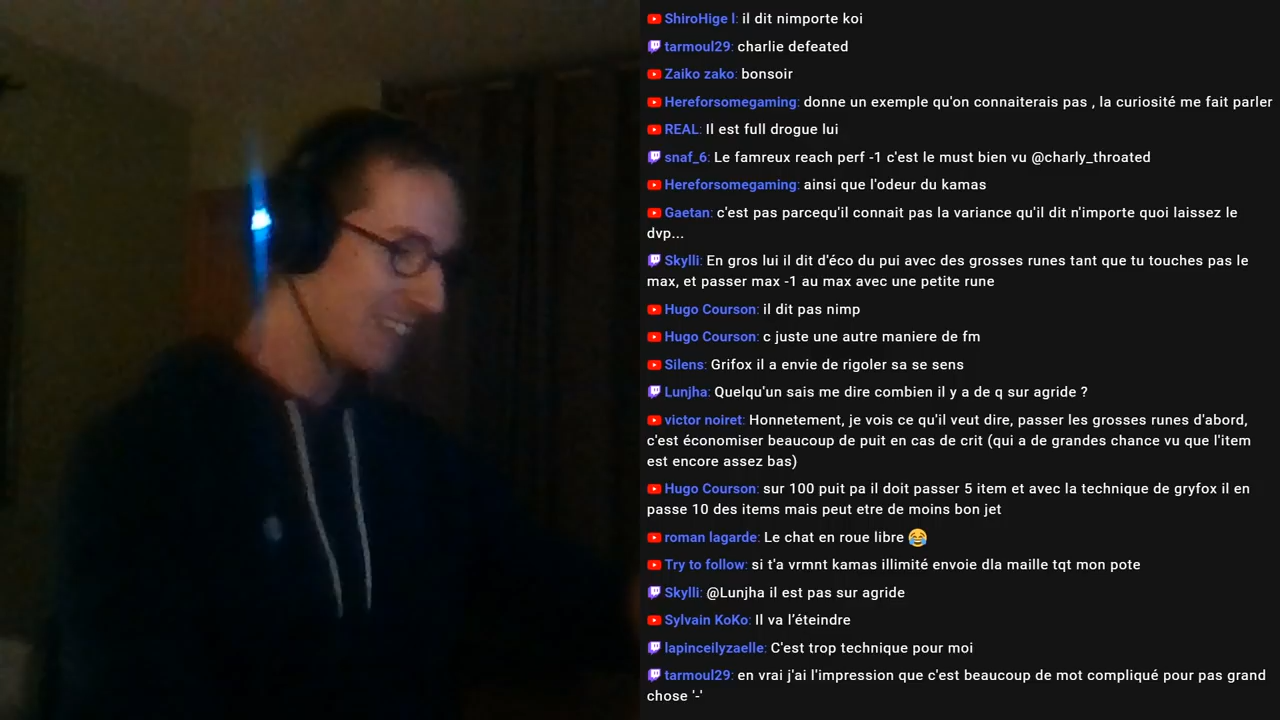 ShiroHige l: il dit nimporte koi
tarmoul29: charlie defeated
Zaiko zako: bonsoir
Hereforsomegaming: donne un exemple qu'on connaiterais pas , la curiosité me fait parler
REAL: Il est full drogue lui
snaf_6: Le famreux reach perf -1 c'est le must bien vu @charly_throated
Hereforsomegaming: ainsi que l'odeur du kamas
Gaetan: c'est pas parcequ'il connait pas la variance qu'il dit n'importe quoi laissez le
dvp...
Skylli: En gros lui il dit d'éco du pui avec des grosses runes tant que tu touches pas le
max, et passer max -1 au max avec une petite rune
Hugo Courson: il dit pas nimp
Hugo Courson: c juste une autre maniere de fm
Silens: Grifox il a envie de rigoler sa se sens
Lunjha: Quelqu'un sais me dire combien il y a de q sur agride ?
victor noiret: Honnetement, je vois ce qu'il veut dire, passer les grosses runes d'abord,
c'est économiser beaucoup de puit en cas de crit (qui a de grandes chance vu que l'item
est encore assez bas)
Hugo Courson: sur 100 puit pa il doit passer 5 item et avec la technique de gryfox il en
passe 10 des items mais peut etre de moins bon jet
roman lagarde: Le chat en roue libre 😂
Try to follow: si t'a vrmnt kamas illimité envoie dla maille tqt mon pote
Skylli: @Lunjha il est pas sur agride
Sylvain KoKo: Il va l'éteindre
lapinceilyzaelle: C'est trop technique pour moi
tarmoul29: en vrai j'ai l'impression que c'est beaucoup de mot compliqué pour pas grand
chose '-'